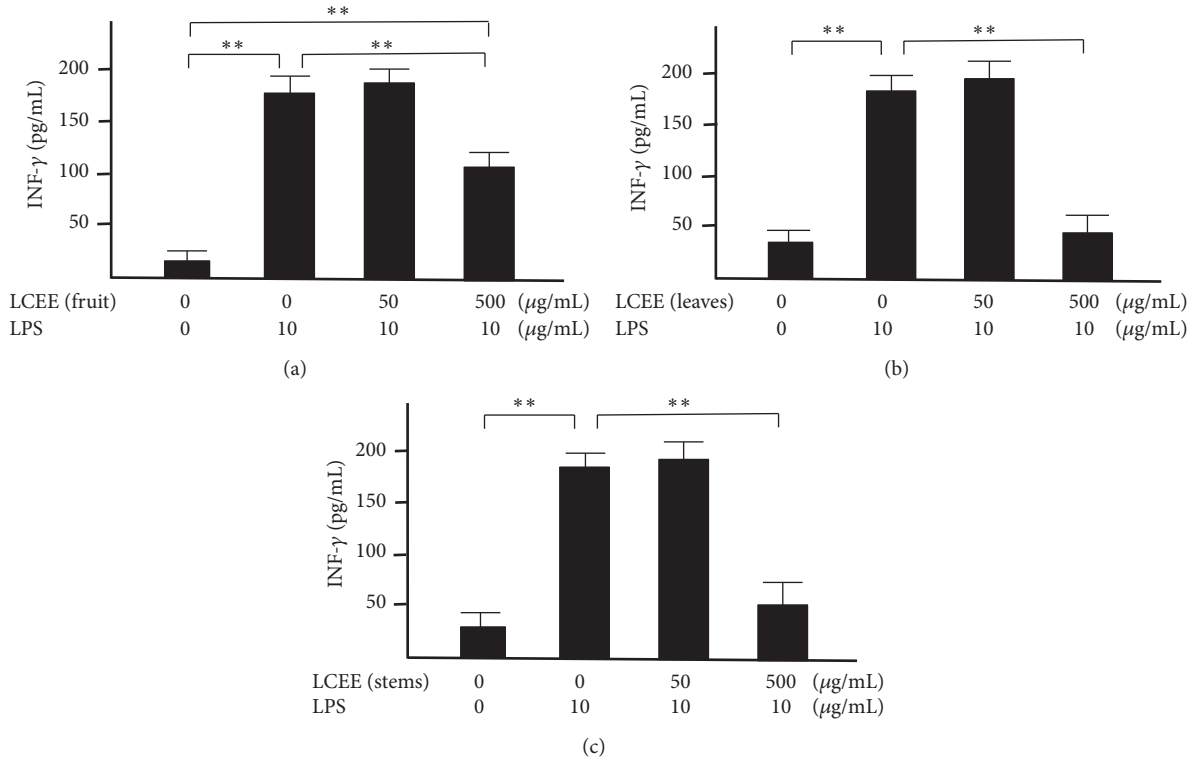 ** 
** **
200
150
100
50
INF-γ (pg/mL)
LCEE (fruit) 0 0 50 500 (μg/mL)
LPS 0 10 10 10 (μg/mL)
(a)
** **
200
150
100
50
INF-γ (pg/mL)
LCEE (leaves) 0 0 50 500 (μg/mL)
LPS 0 10 10 10 (μg/mL)
(b)
** **
200
150
100
50
INF-γ (pg/mL)
LCEE (stems) 0 0 50 500 (μg/mL)
LPS 0 10 10 10 (μg/mL)
(c)